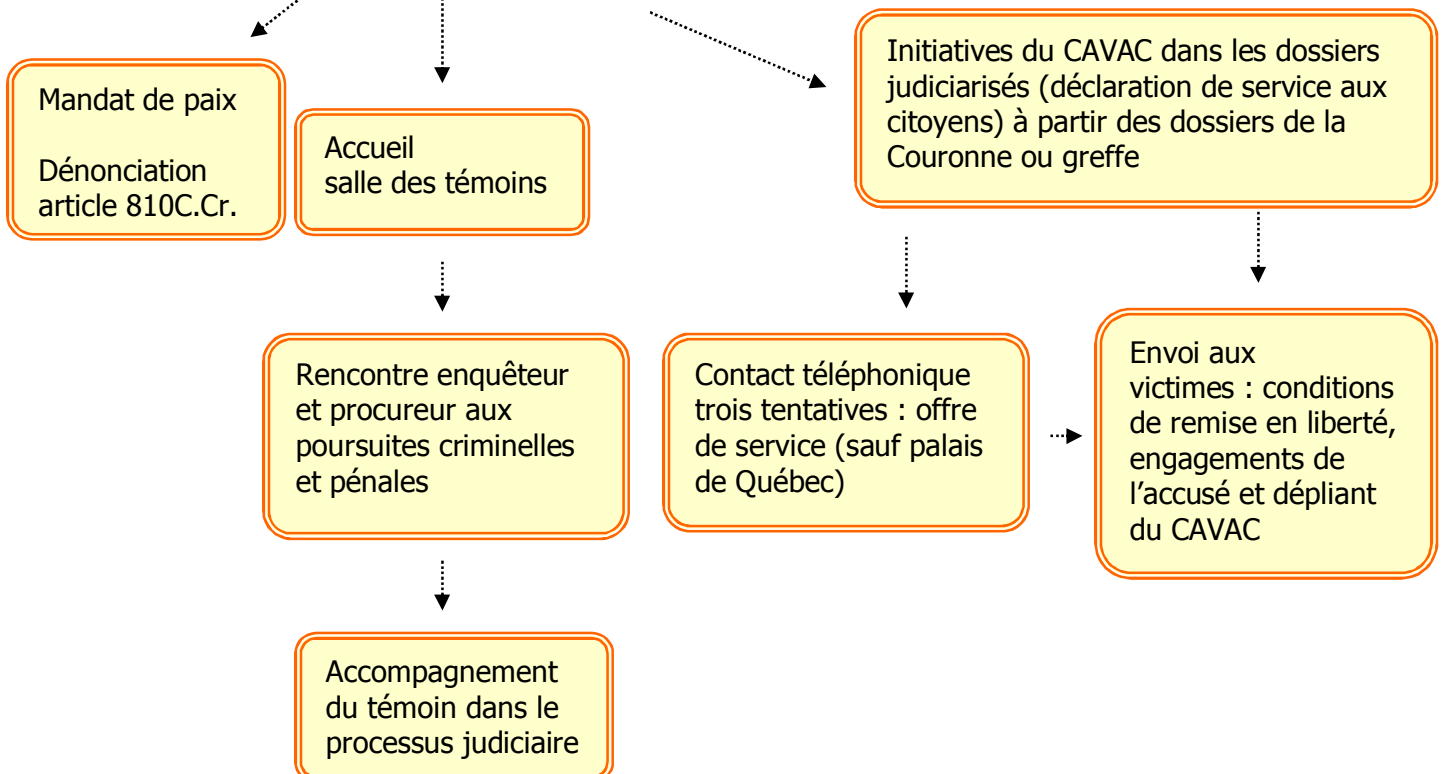 Mandat de paix
Dénonciation
article 810C.Cr.
Accueil
salle des témoins
Initiatives du CAVAC dans les dossiers
judiciarisés (déclaration de service aux
citoyens) à partir des dossiers de la
Couronne ou greffe
Rencontre enquêteur
et procureur aux
poursuites criminelles
et pénales
Contact téléphonique
trois tentatives : offre
de service (sauf palais
de Québec)
Envoi aux
victimes : conditions
de remise en liberté,
engagements de
l’accusé et dépliant
du CAVAC
Accompagnement
du témoin dans le
processus judiciaire